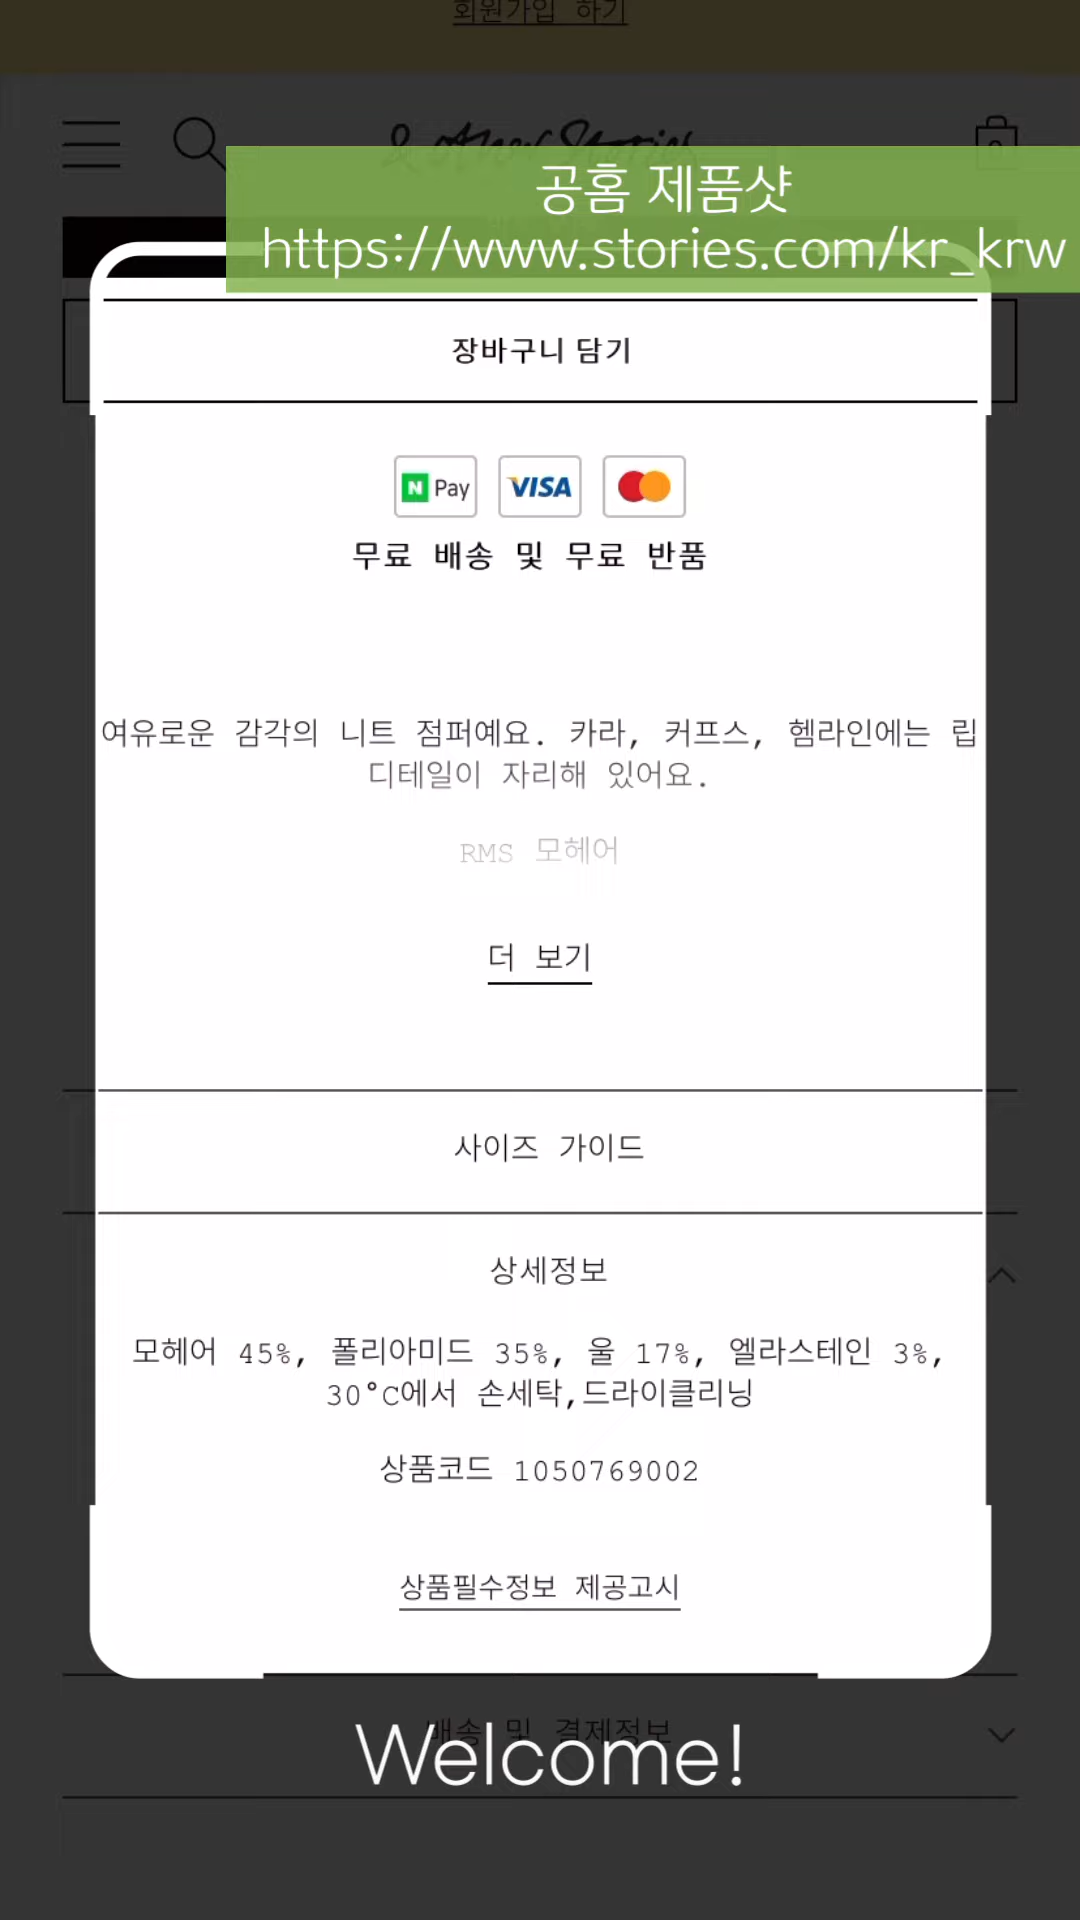 회원가입 하기
& Other Stories
0
공홈 제품샷
https://www.stories.com/kr_krw
장바구니 담기
N Pay VISA
무료 배송 및 무료 반품
여유로운 감각의 니트 점퍼예요. 카라, 커프스, 헴라인에는 립
디테일이 자리해 있어요.
RMS 모헤어
더 보기
사이즈 가이드
상세정보
모헤어 45%, 폴리아미드 35%, 울 17%, 엘라스테인 3%,
30°C에서 손세탁,드라이클리닝
상품코드 1050769002
상품필수정보 제공고시
배송 및 결제정보
Welcome!